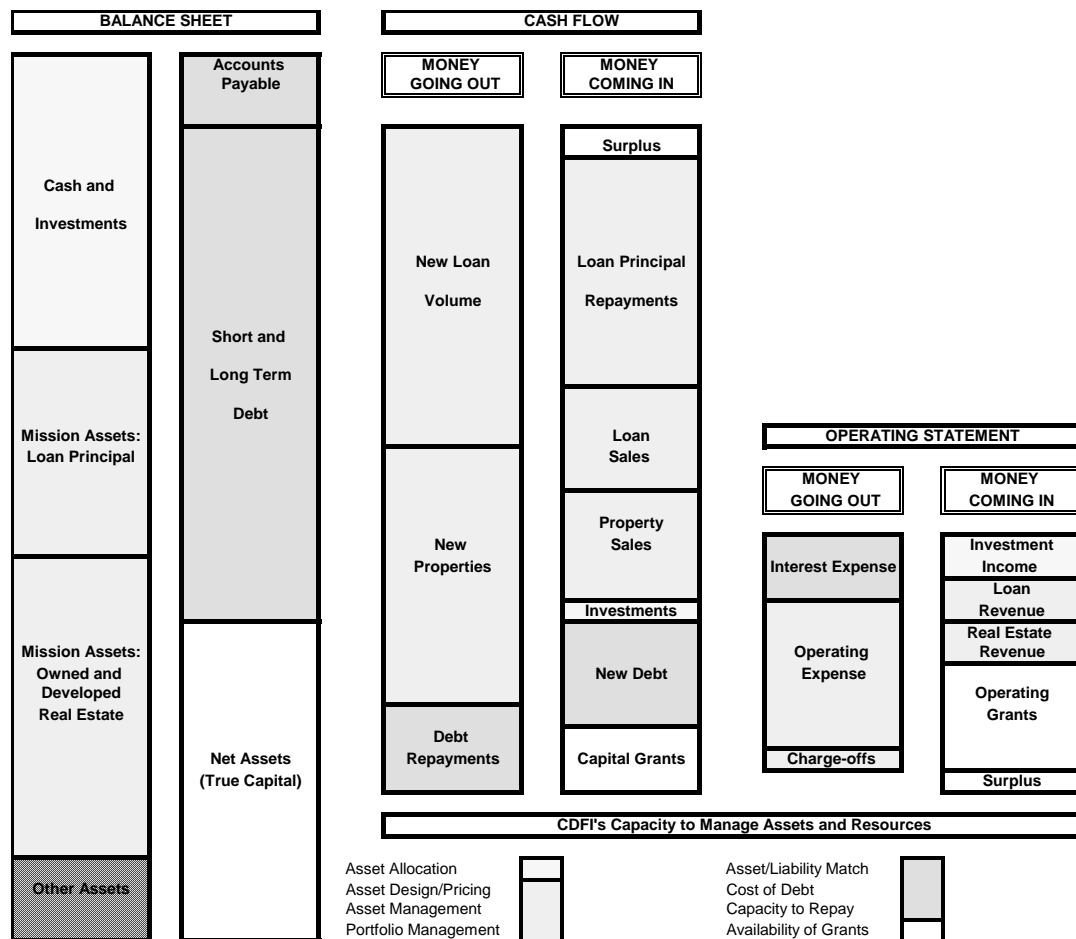 BALANCE SHEET
Cash and
Investments
Mission Assets:
Loan Principal
Mission Assets:
Owned and
Developed
Real Estate
Other Assets
Accounts
Payable
Short and
Long Term
Debt
Net Assets
(True Capital)
CASH FLOW
MONEY
GOING OUT
New Loan
Volume
New
Properties
Debt
Repayments
MONEY
COMING IN
Surplus
Loan Principal
Repayments
Loan
Sales
Property
Sales
Investments
New Debt
Capital Grants
OPERATING STATEMENT
MONEY
GOING OUT
Interest Expense
Operating
Expense
Charge-offs
MONEY
COMING IN
Investment
Income
Loan
Revenue
Real Estate
Revenue
Operating
Grants
Surplus
CDFI's Capacity to Manage Assets and Resources
Asset Allocation
Asset Design/Pricing
Asset Management
Portfolio Management
Asset/Liability Match
Cost of Debt
Capacity to Repay
Availability of Grants